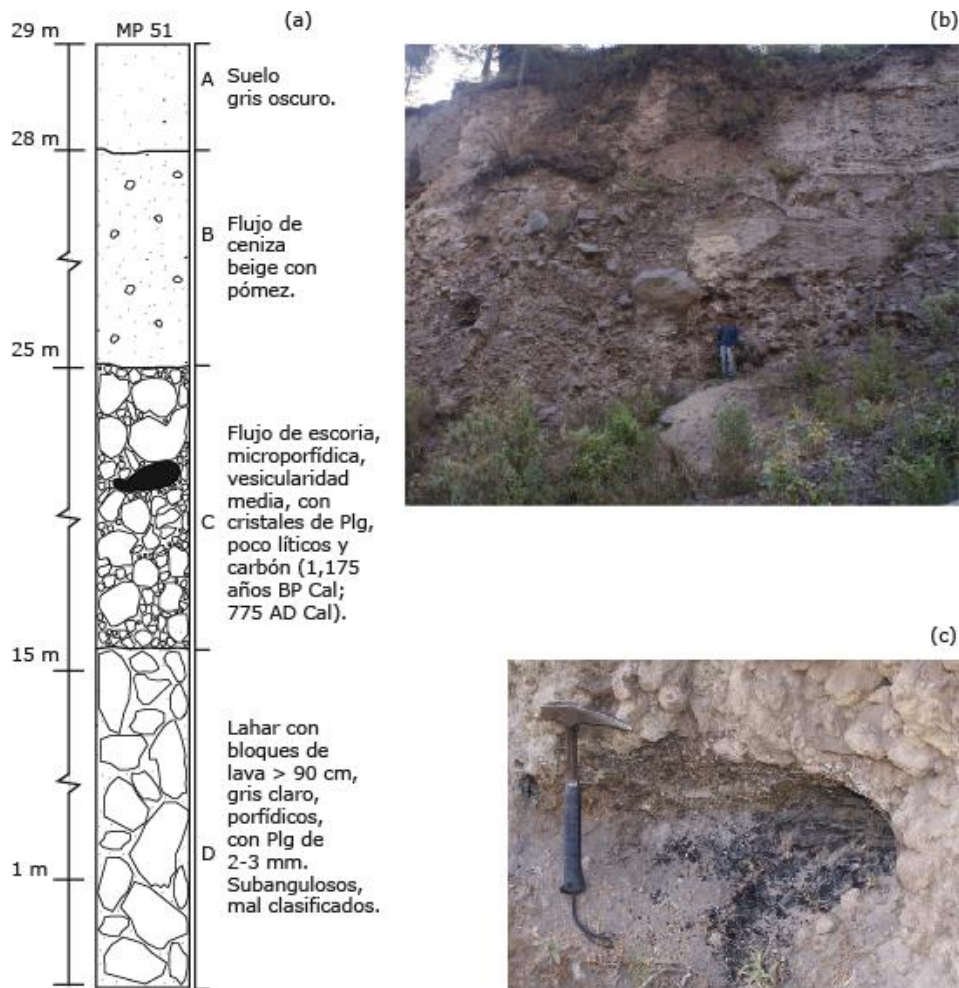 29 m
MP 51
(a)
A
Suelo
gris oscuro.
28 m
B
Flujo de
ceniza
beige con
pómez.
25 m
C
Flujo de escoria,
microporfídica,
vesicularidad
media, con
cristales de Plg,
poco líticos y
carbón (1,175
años BP Cal;
775 AD Cal).
15 m
D
Lahar con
bloques de
lava > 90 cm,
gris claro,
porfídicos,
con Plg de
2-3 mm.
Subangulosos,
mal clasificados.
1 m
(b)
(c)